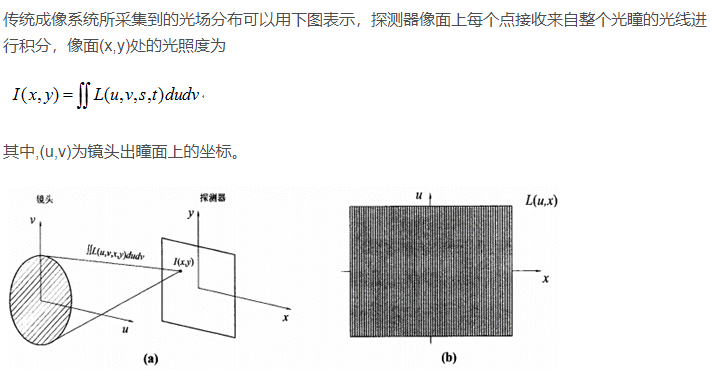 传统成像系统所采集到的光场分布可以用下图表示，探测器像面上每个点接收来自整个光瞳的光线进
行积分，像面(x,y)处的光照度为
I(x,y)=∬L(u,v,s,t)dudv
其中,(u,v)为镜头出瞳面上的坐标。
镜头
探测器
v
y
∬L(u,v,x,y)dudv
I(x,y)
u
x
(a)
u
L(u,x)
x
(b)